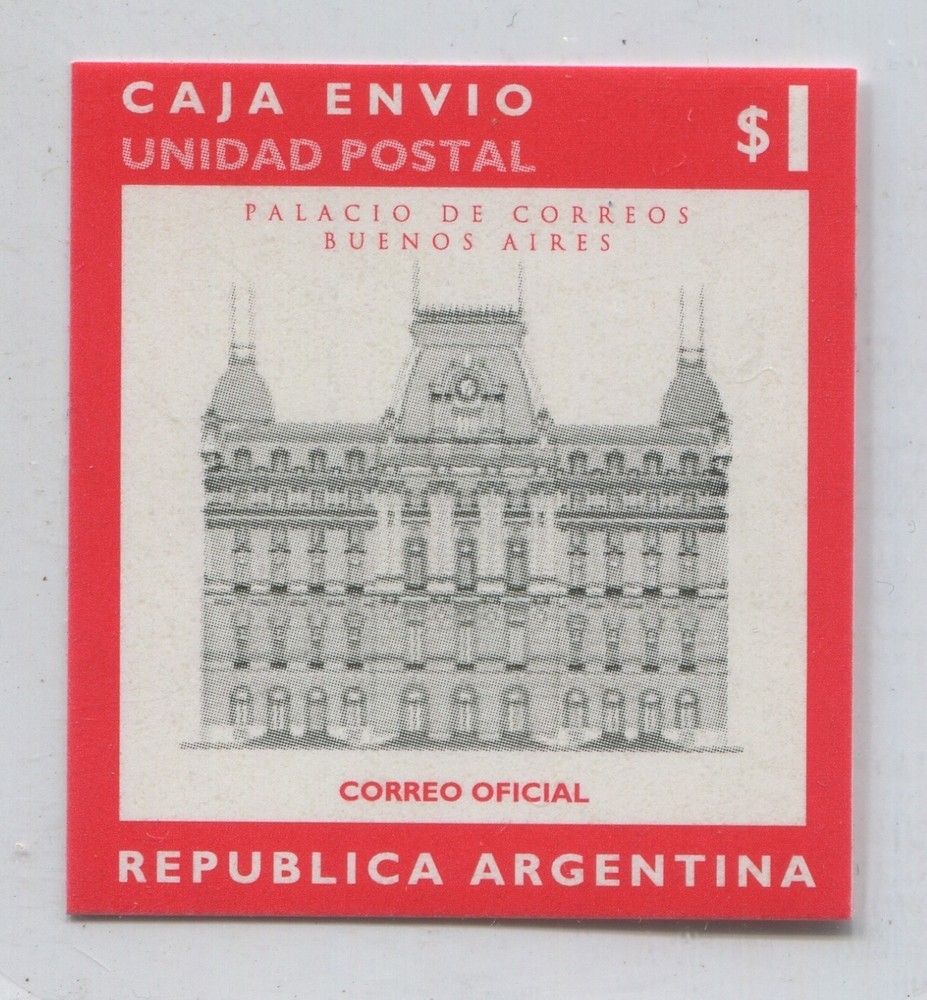 CAJA ENVIO
UNIDAD POSTAL
$1
PALACIO DE CORREOS
BUENOS AIRES
CORREO OFICIAL
REPUBLICA ARGENTINA